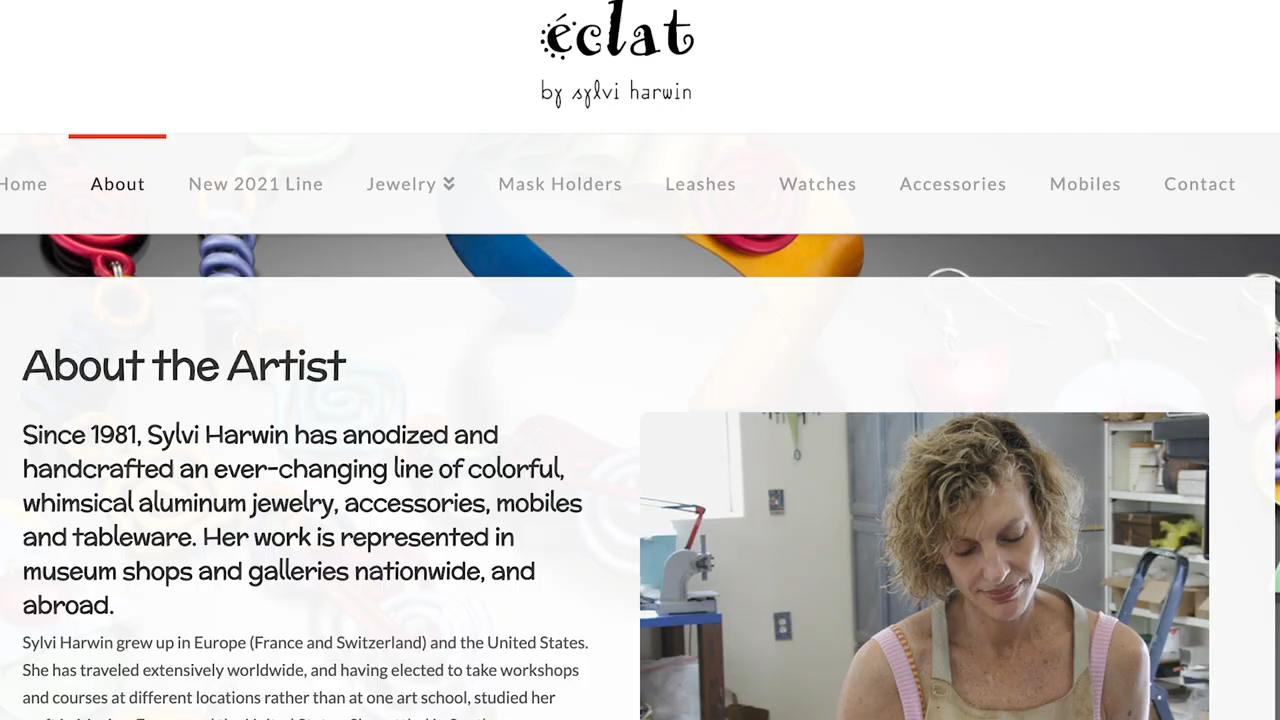 éclat
by sylvi harwin
Home About New 2021 Line Jewelry Mask Holders Leashes Watches Accessories Mobiles Contact
About the Artist
Since 1981, Sylvi Harwin has anodized and
handcrafted an ever-changing line of colorful,
whimsical aluminum jewelry, accessories, mobiles
and tableware. Her work is represented in
museum shops and galleries nationwide, and
abroad.
Sylvi Harwin grew up in Europe (France and Switzerland) and the United States.
She has traveled extensively worldwide, and having elected to take workshops
and courses at different locations rather than at one art school, studied her